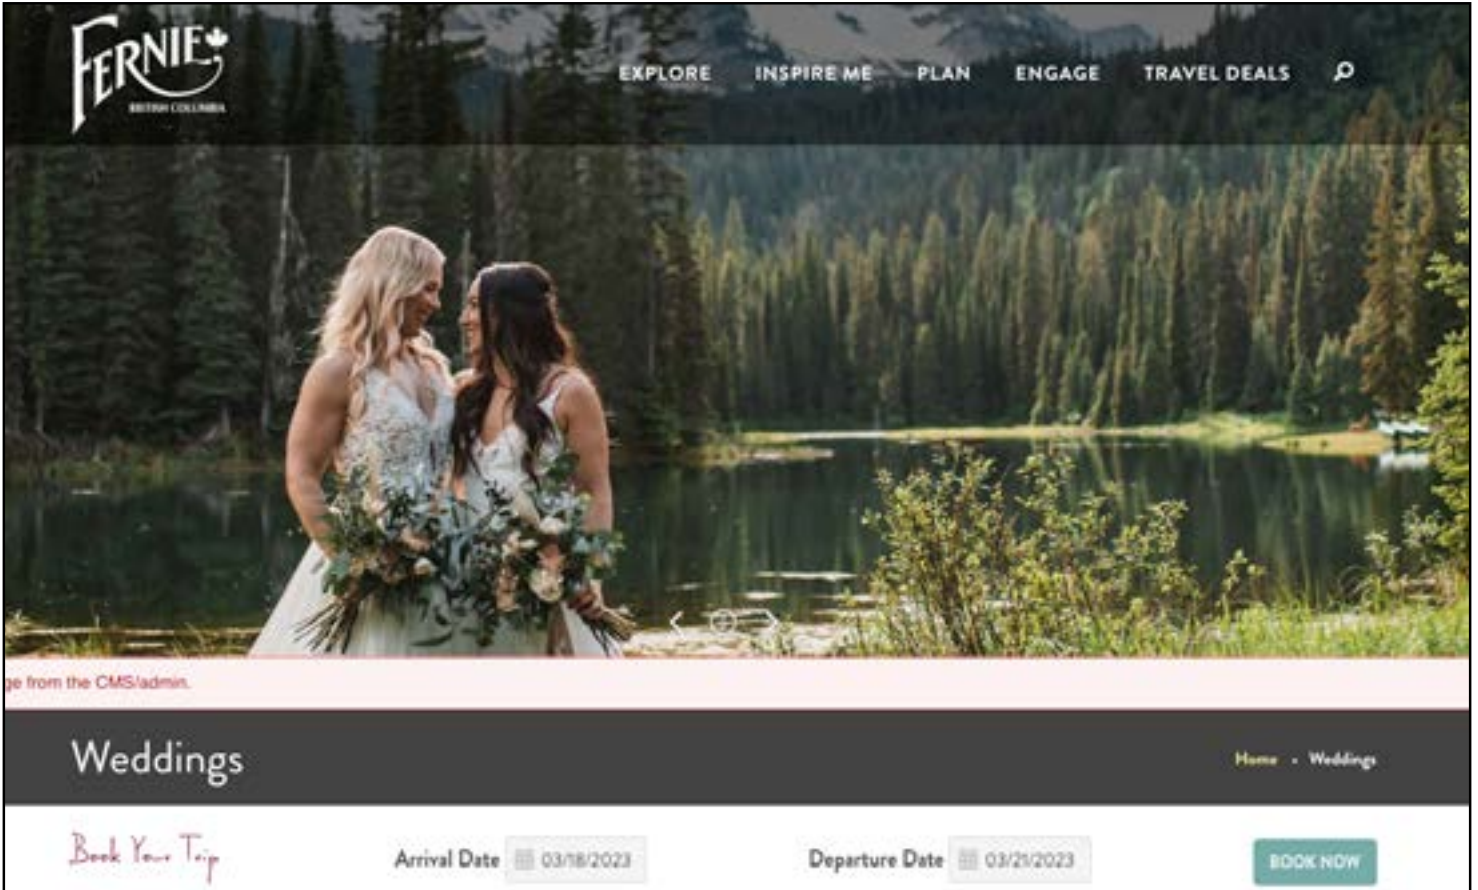 FERNIE
BRITISH COLUMBIA
EXPLORE INSPIRE ME PLAN ENGAGE TRAVEL DEALS
ge from the CMS/admin.
Weddings
Home • Weddings
Book Your Trip
Arrival Date 03/18/2023
Departure Date 03/21/2023
BOOK NOW